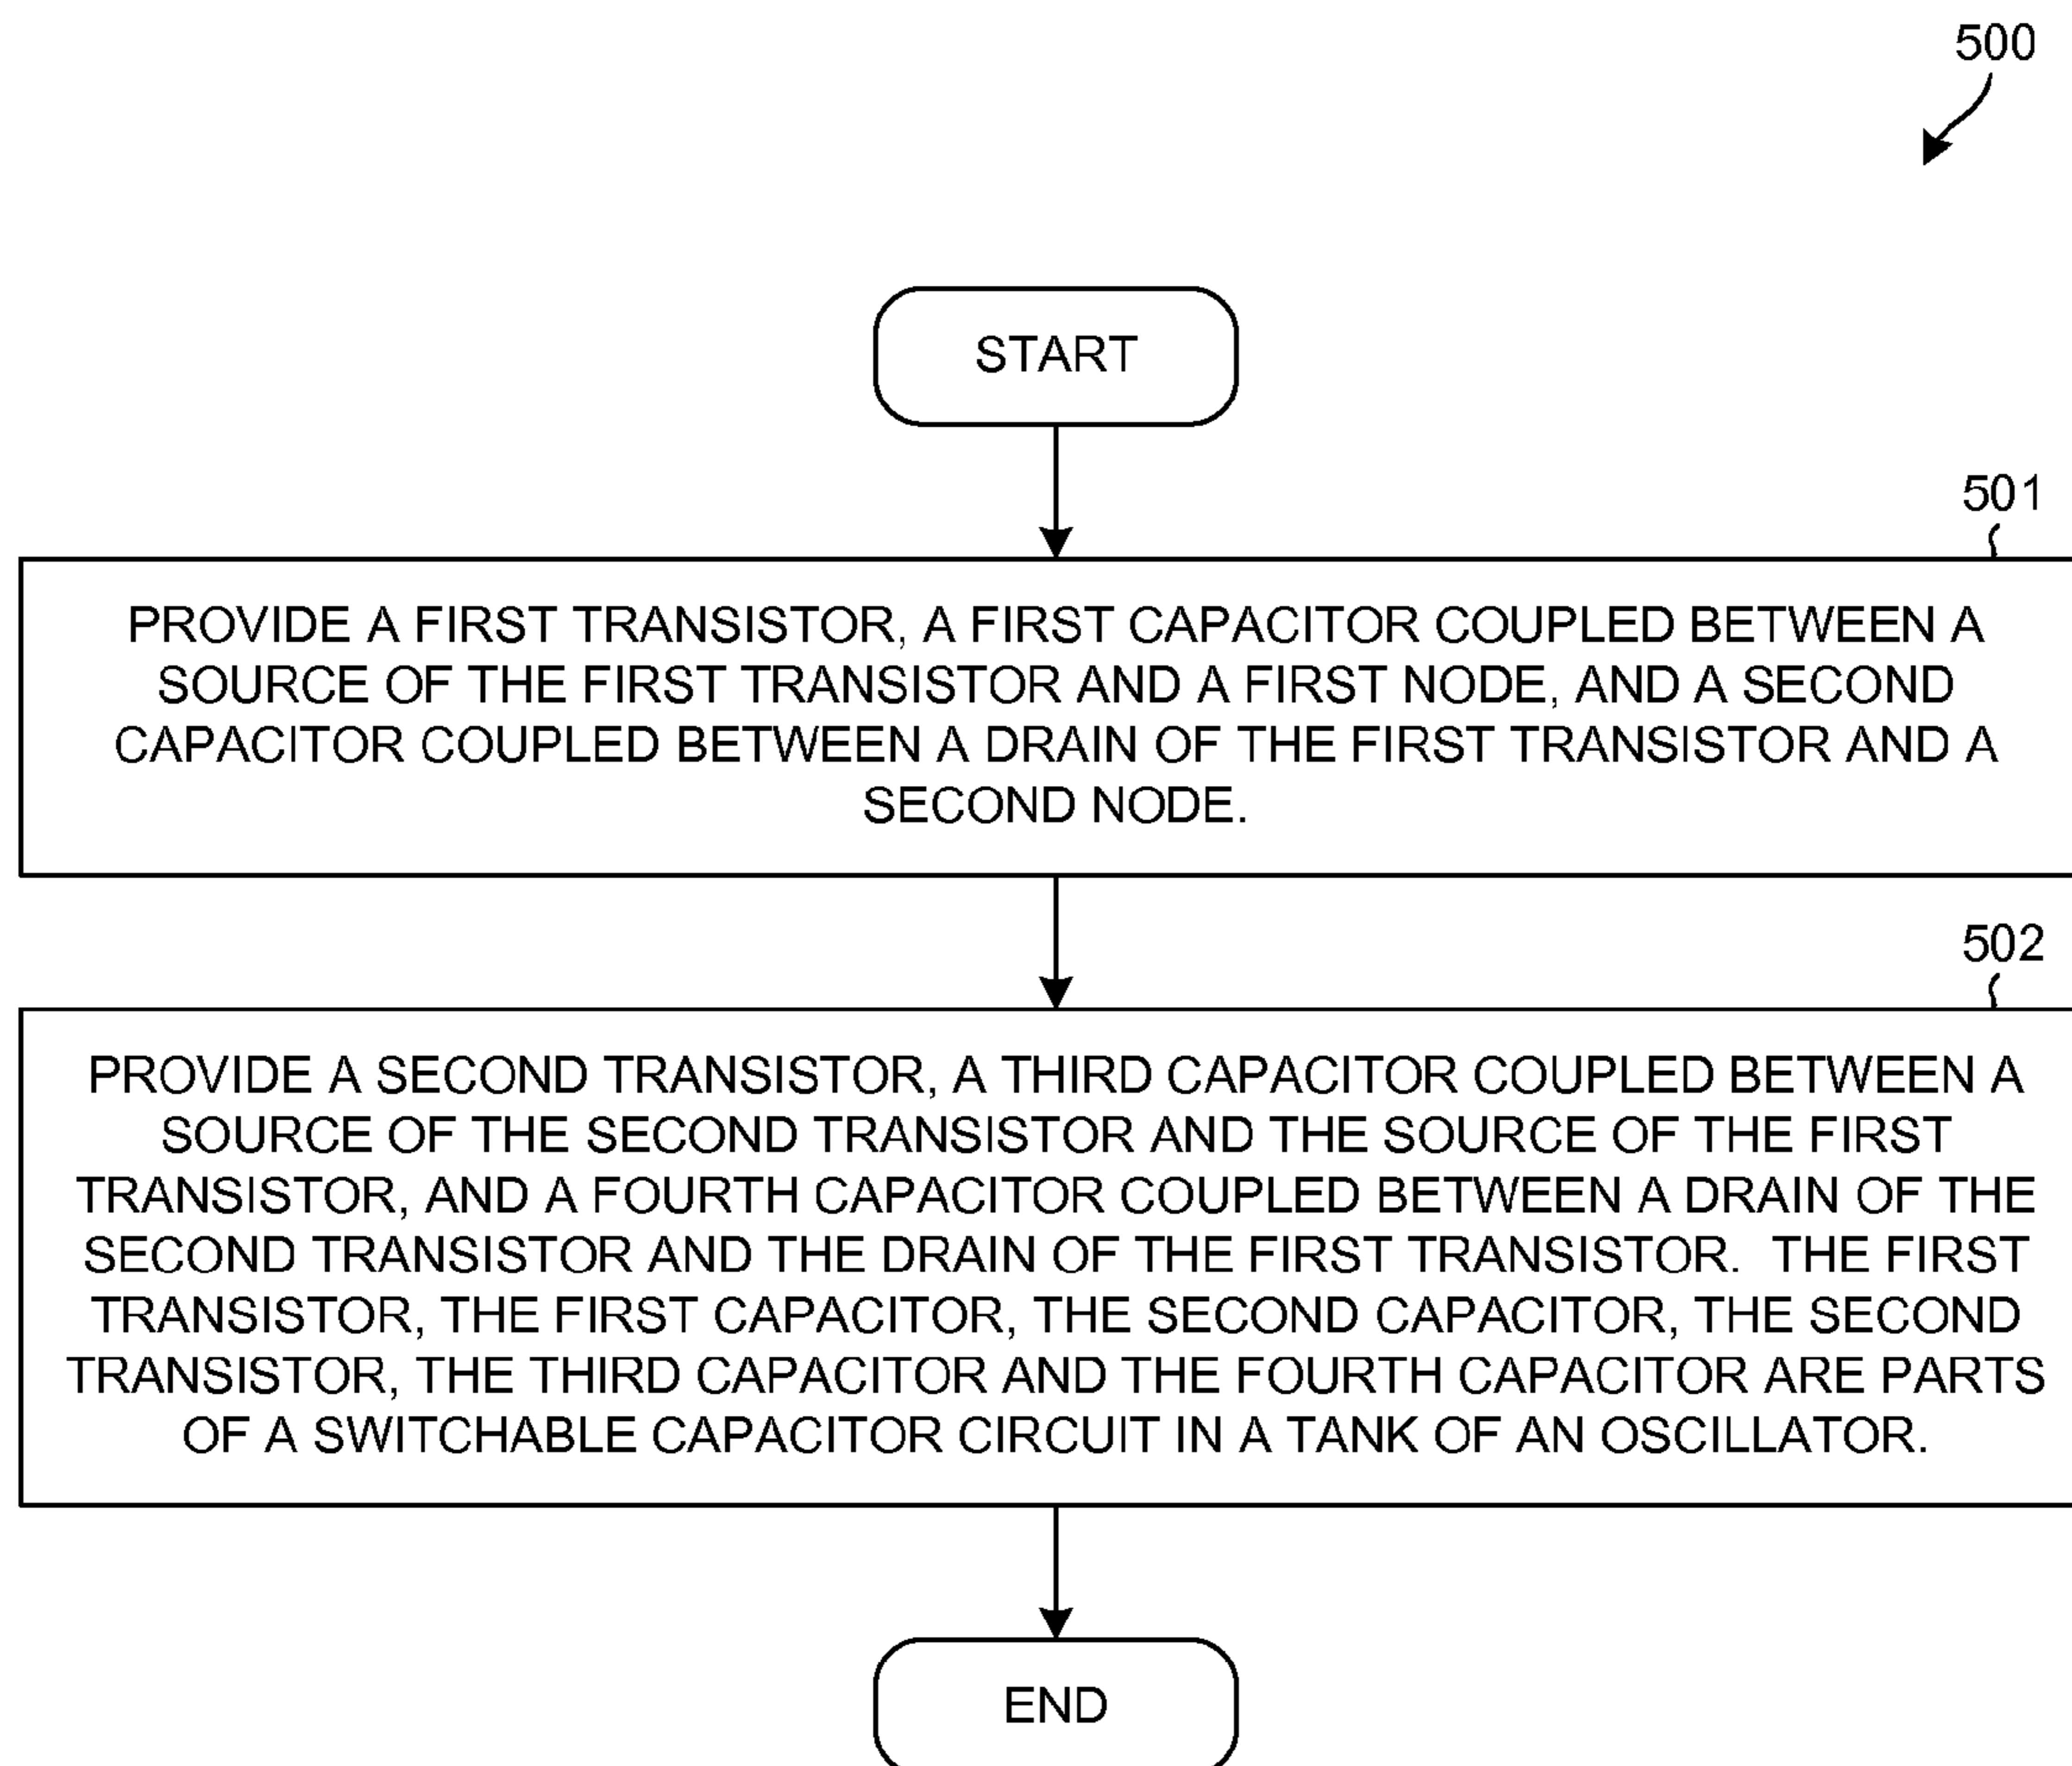 500
START
501
PROVIDE A FIRST TRANSISTOR, A FIRST CAPACITOR COUPLED BETWEEN A
SOURCE OF THE FIRST TRANSISTOR AND A FIRST NODE, AND A SECOND
CAPACITOR COUPLED BETWEEN A DRAIN OF THE FIRST TRANSISTOR AND A
SECOND NODE.
502
PROVIDE A SECOND TRANSISTOR, A THIRD CAPACITOR COUPLED BETWEEN A
SOURCE OF THE SECOND TRANSISTOR AND THE SOURCE OF THE FIRST
TRANSISTOR, AND A FOURTH CAPACITOR COUPLED BETWEEN A DRAIN OF THE
SECOND TRANSISTOR AND THE DRAIN OF THE FIRST TRANSISTOR.  THE FIRST
TRANSISTOR, THE FIRST CAPACITOR, THE SECOND CAPACITOR, THE SECOND
TRANSISTOR, THE THIRD CAPACITOR AND THE FOURTH CAPACITOR ARE PARTS
OF A SWITCHABLE CAPACITOR CIRCUIT IN A TANK OF AN OSCILLATOR.
END